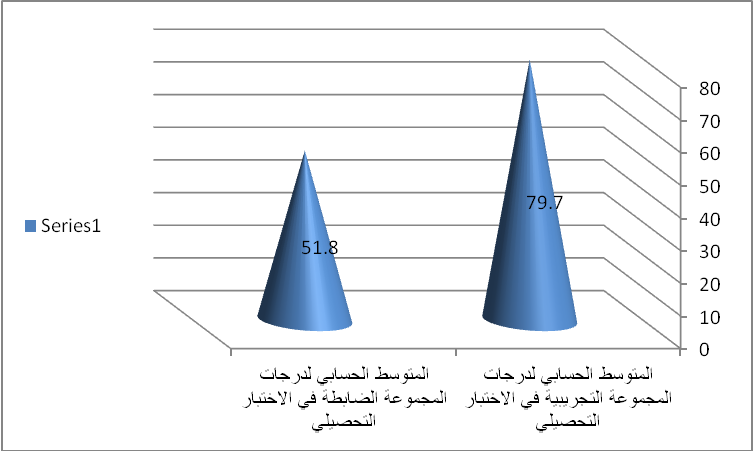 80
70
60
50
40
30
20
10
0
79.7
51.8
Series1
المتوسط الحسابي لدرجات
المجموعة التجريبية في الاختبار
التحصيلي
المتوسط الحسابي لدرجات
المجموعة الضابطة في الاختبار
التحصيلي